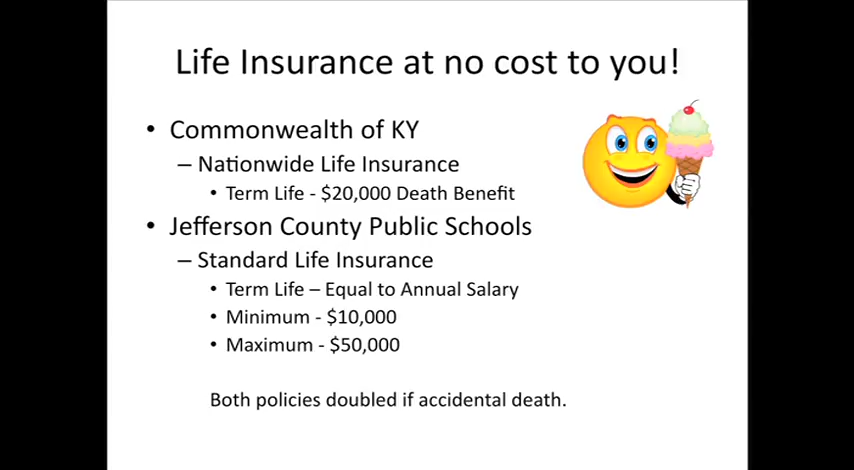 Life Insurance at no cost to you!
• Commonwealth of KY
– Nationwide Life Insurance
• Term Life - $20,000 Death Benefit
• Jefferson County Public Schools
– Standard Life Insurance
• Term Life – Equal to Annual Salary
• Minimum - $10,000
• Maximum - $50,000
Both policies doubled if accidental death.